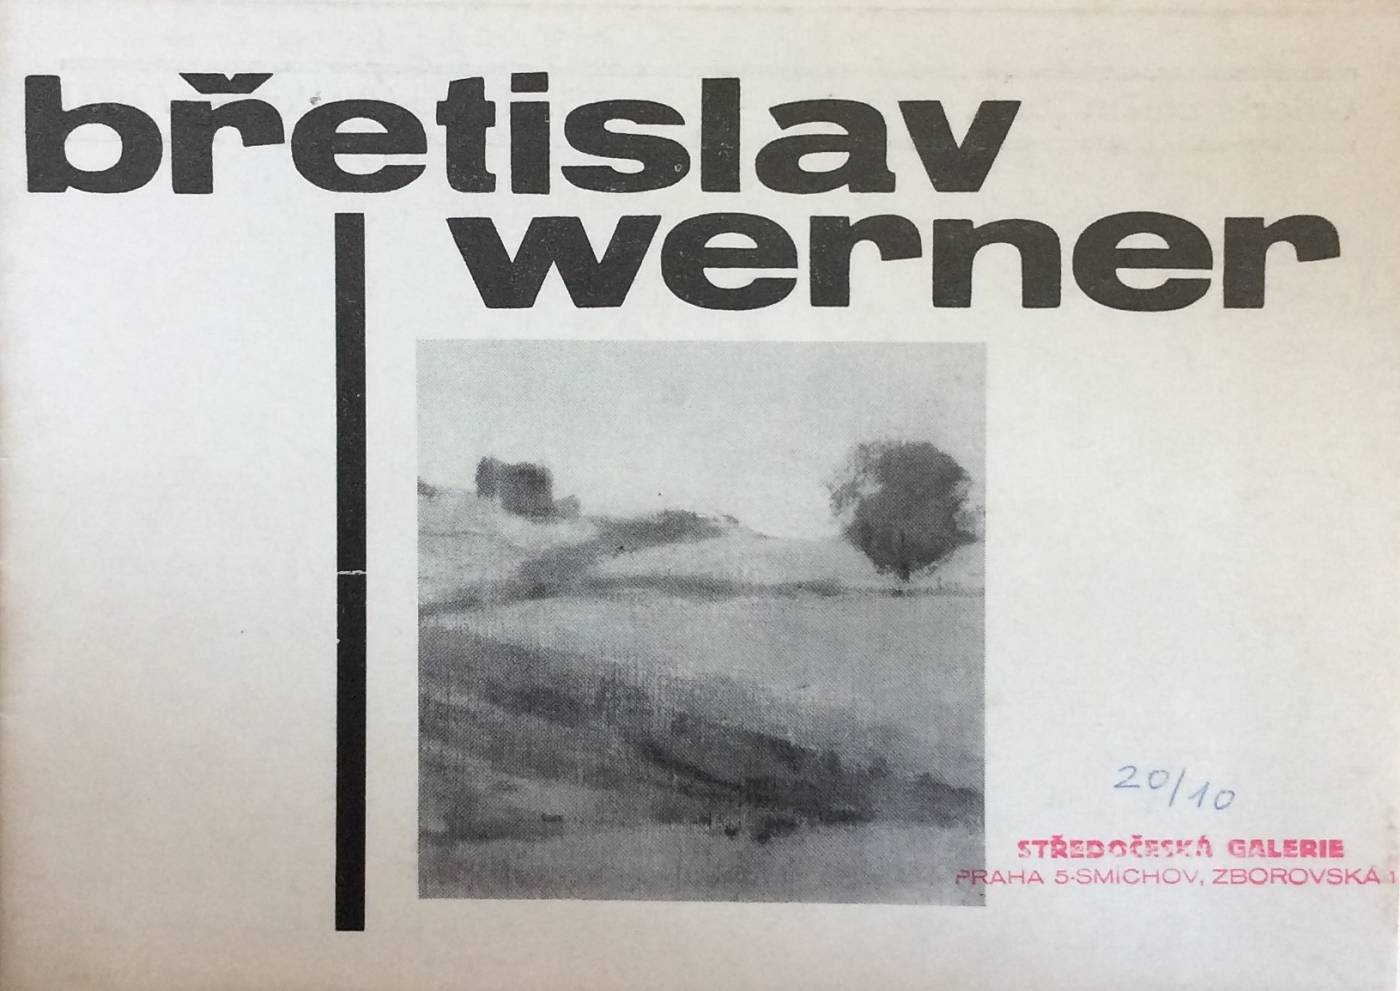 břetislav
werner
20/10
STŘEDOČESKÁ GALERIE
PRAHA 5-SMÍCHOV, ZBOROVSKÁ 1